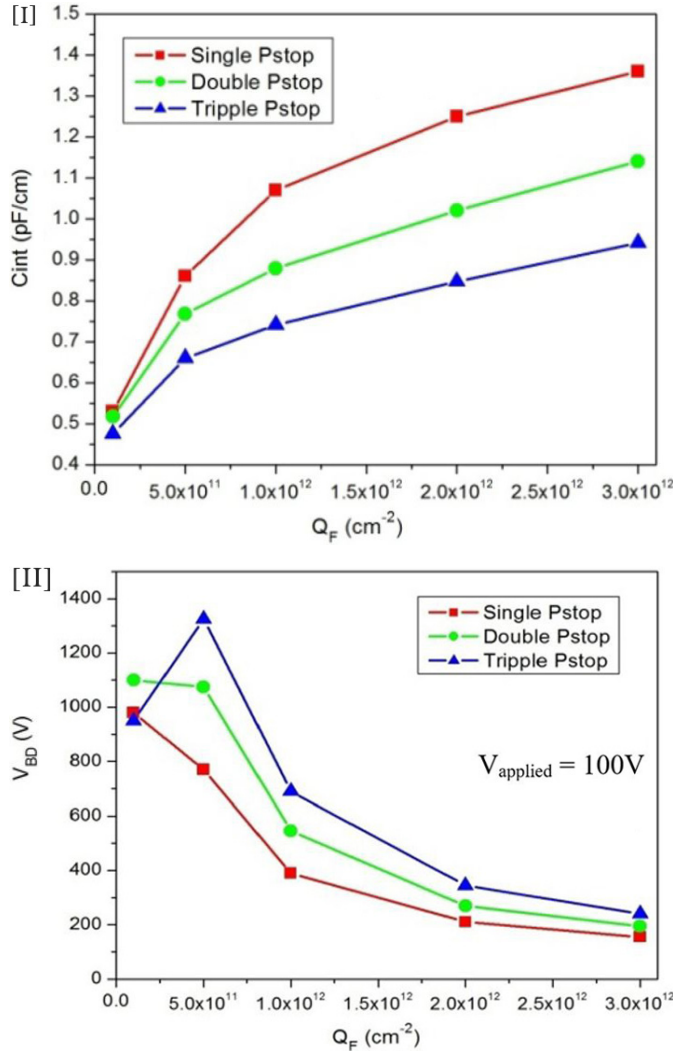 [I]
1.5
1.4
1.3
1.2
1.1
1.0
0.9
0.8
0.7
0.6
0.5
0.4
Cint (pF/cm)
Single Pstop
Double Pstop
Tripple Pstop
0.0 5.0x10¹¹ 1.0x10¹² 1.5x10¹² 2.0x10¹² 2.5x10¹² 3.0x10¹²
Q_F (cm⁻²)
[II]
1400
1200
1000
800
600
400
200
0
V_BD (V)
Single Pstop
Double Pstop
Tripple Pstop
V_applied = 100V
0.0 5.0x10¹¹ 1.0x10¹² 1.5x10¹² 2.0x10¹² 2.5x10¹² 3.0x10¹²
Q_F (cm⁻²)